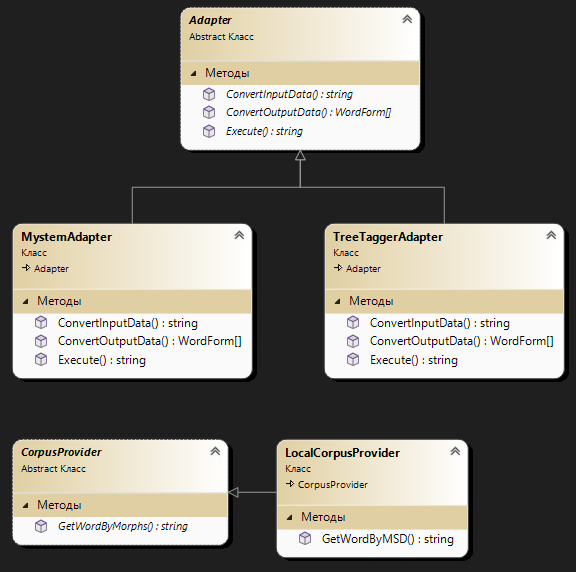 Adapter
Abstract Класс
Методы
ConvertInputData() : string
ConvertOutputData() : WordForm[]
Execute() : string
MystemAdapter
Класс
Adapter
Методы
ConvertInputData() : string
ConvertOutputData() : WordForm[]
Execute() : string
TreeTaggerAdapter
Класс
Adapter
Методы
ConvertInputData() : string
ConvertOutputData() : WordForm[]
Execute() : string
CorpusProvider
Abstract Класс
Методы
GetWordByMorphs() : string
LocalCorpusProvider
Класс
CorpusProvider
Методы
GetWordByMSD() : string